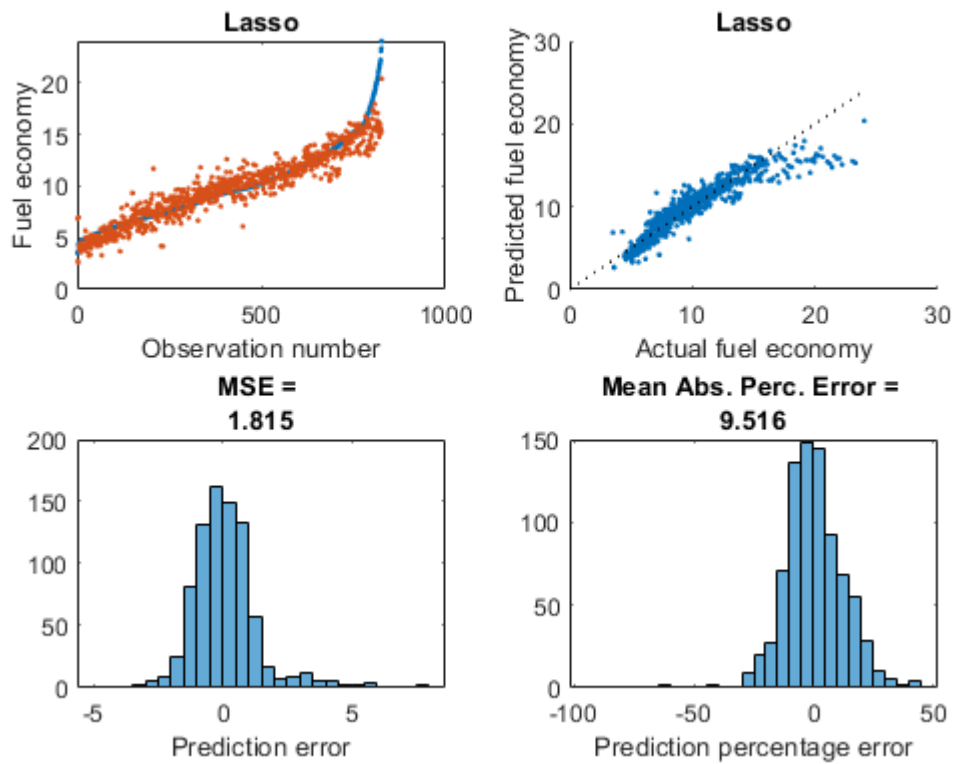 Lasso
Fuel economy
20
15
10
5
0
0 500 1000
Observation number
Lasso
Predicted fuel economy
30
20
10
0
0 10 20 30
Actual fuel economy
MSE =
1.815
200
150
100
50
0
-5 0 5
Prediction error
Mean Abs. Perc. Error =
9.516
150
100
50
0
-100 -50 0 50
Prediction percentage error